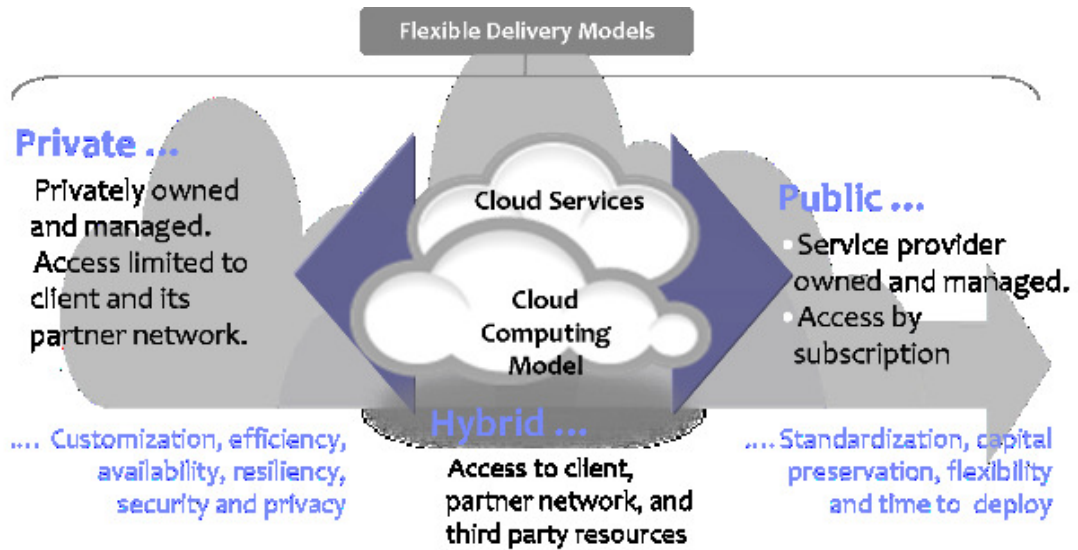 Flexible Delivery Models
Private ...
Privately owned
and managed.
Access limited to
client and its
partner network.
.... Customization, efficiency,
availability, resiliency,
security and privacy
Cloud Services
Cloud
Computing
Model
Hybrid ...
Access to client,
partner network, and
third party resources
Public ...
• Service provider
owned and managed.
• Access by
subscription
.... Standardization, capital
preservation, flexibility
and time to deploy